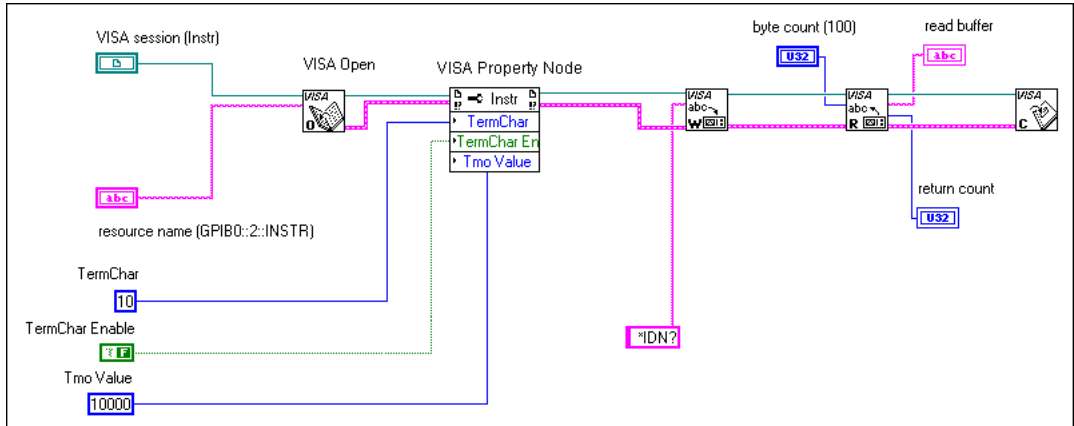 VISA session (Instr)
VISA Open
VISA Property Node
byte count (100)
read buffer
U32
abc
VISA
O
Instr
TermChar
TermChar En
Tmo Value
VISA
abc
W
VISA
abc
R
VISA
C
abc
resource name (GPIB0::2::INSTR)
return count
U32
TermChar
10
TermChar Enable
F
*IDN?
Tmo Value
10000